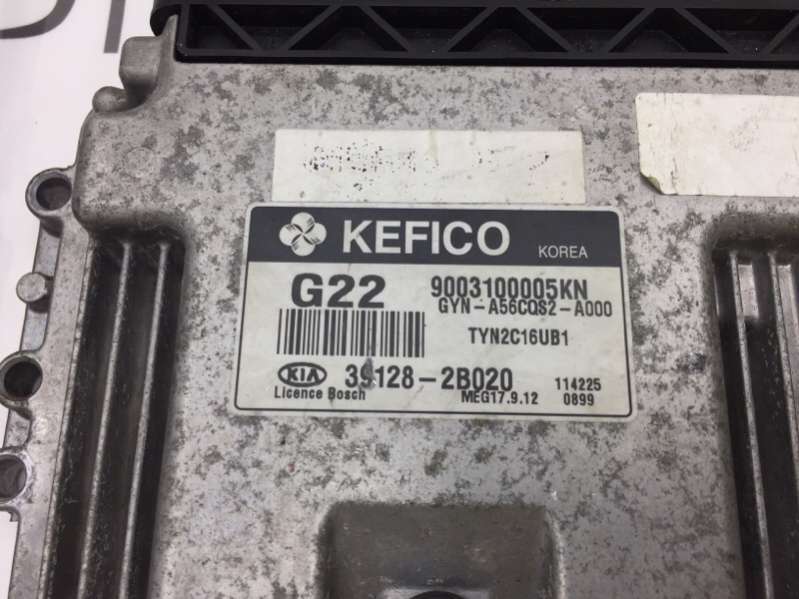 KEFICO KOREA
G22 9003100005KN
GYN-A56CQS2-A000
TYN2C16UB1
KIA 39128-2B020 114225
Licence Bosch MEG17.9.12 0899